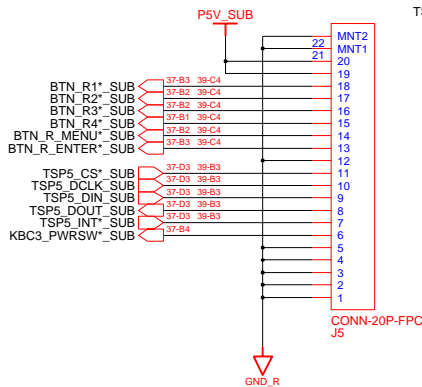 P5V_SUB
TS
MNT2
22
MNT1
21
20
19
BTN_R1*_SUB 37-B3 39-C4 18
BTN_R2*_SUB 37-B2 39-C4 17
BTN_R3*_SUB 37-B2 39-C4 16
BTN_R4*_SUB 37-B1 39-C4 15
BTN_R_MENU*_SUB 37-B2 39-C4 14
BTN_R_ENTER*_SUB 37-B3 39-C4 13
12
TSP5_CS*_SUB 37-D3 39-B3 11
TSP5_DCLK_SUB 37-D3 39-B3 10
TSP5_DIN_SUB 37-D3 39-B3 9
TSP5_DOUT_SUB 37-D3 39-B3 8
TSP5_INT*_SUB 37-D3 39-B3 7
KBC3_PWRSW*_SUB 37-B4 6
5
4
3
2
1
CONN-20P-FPC
J5
GND_R